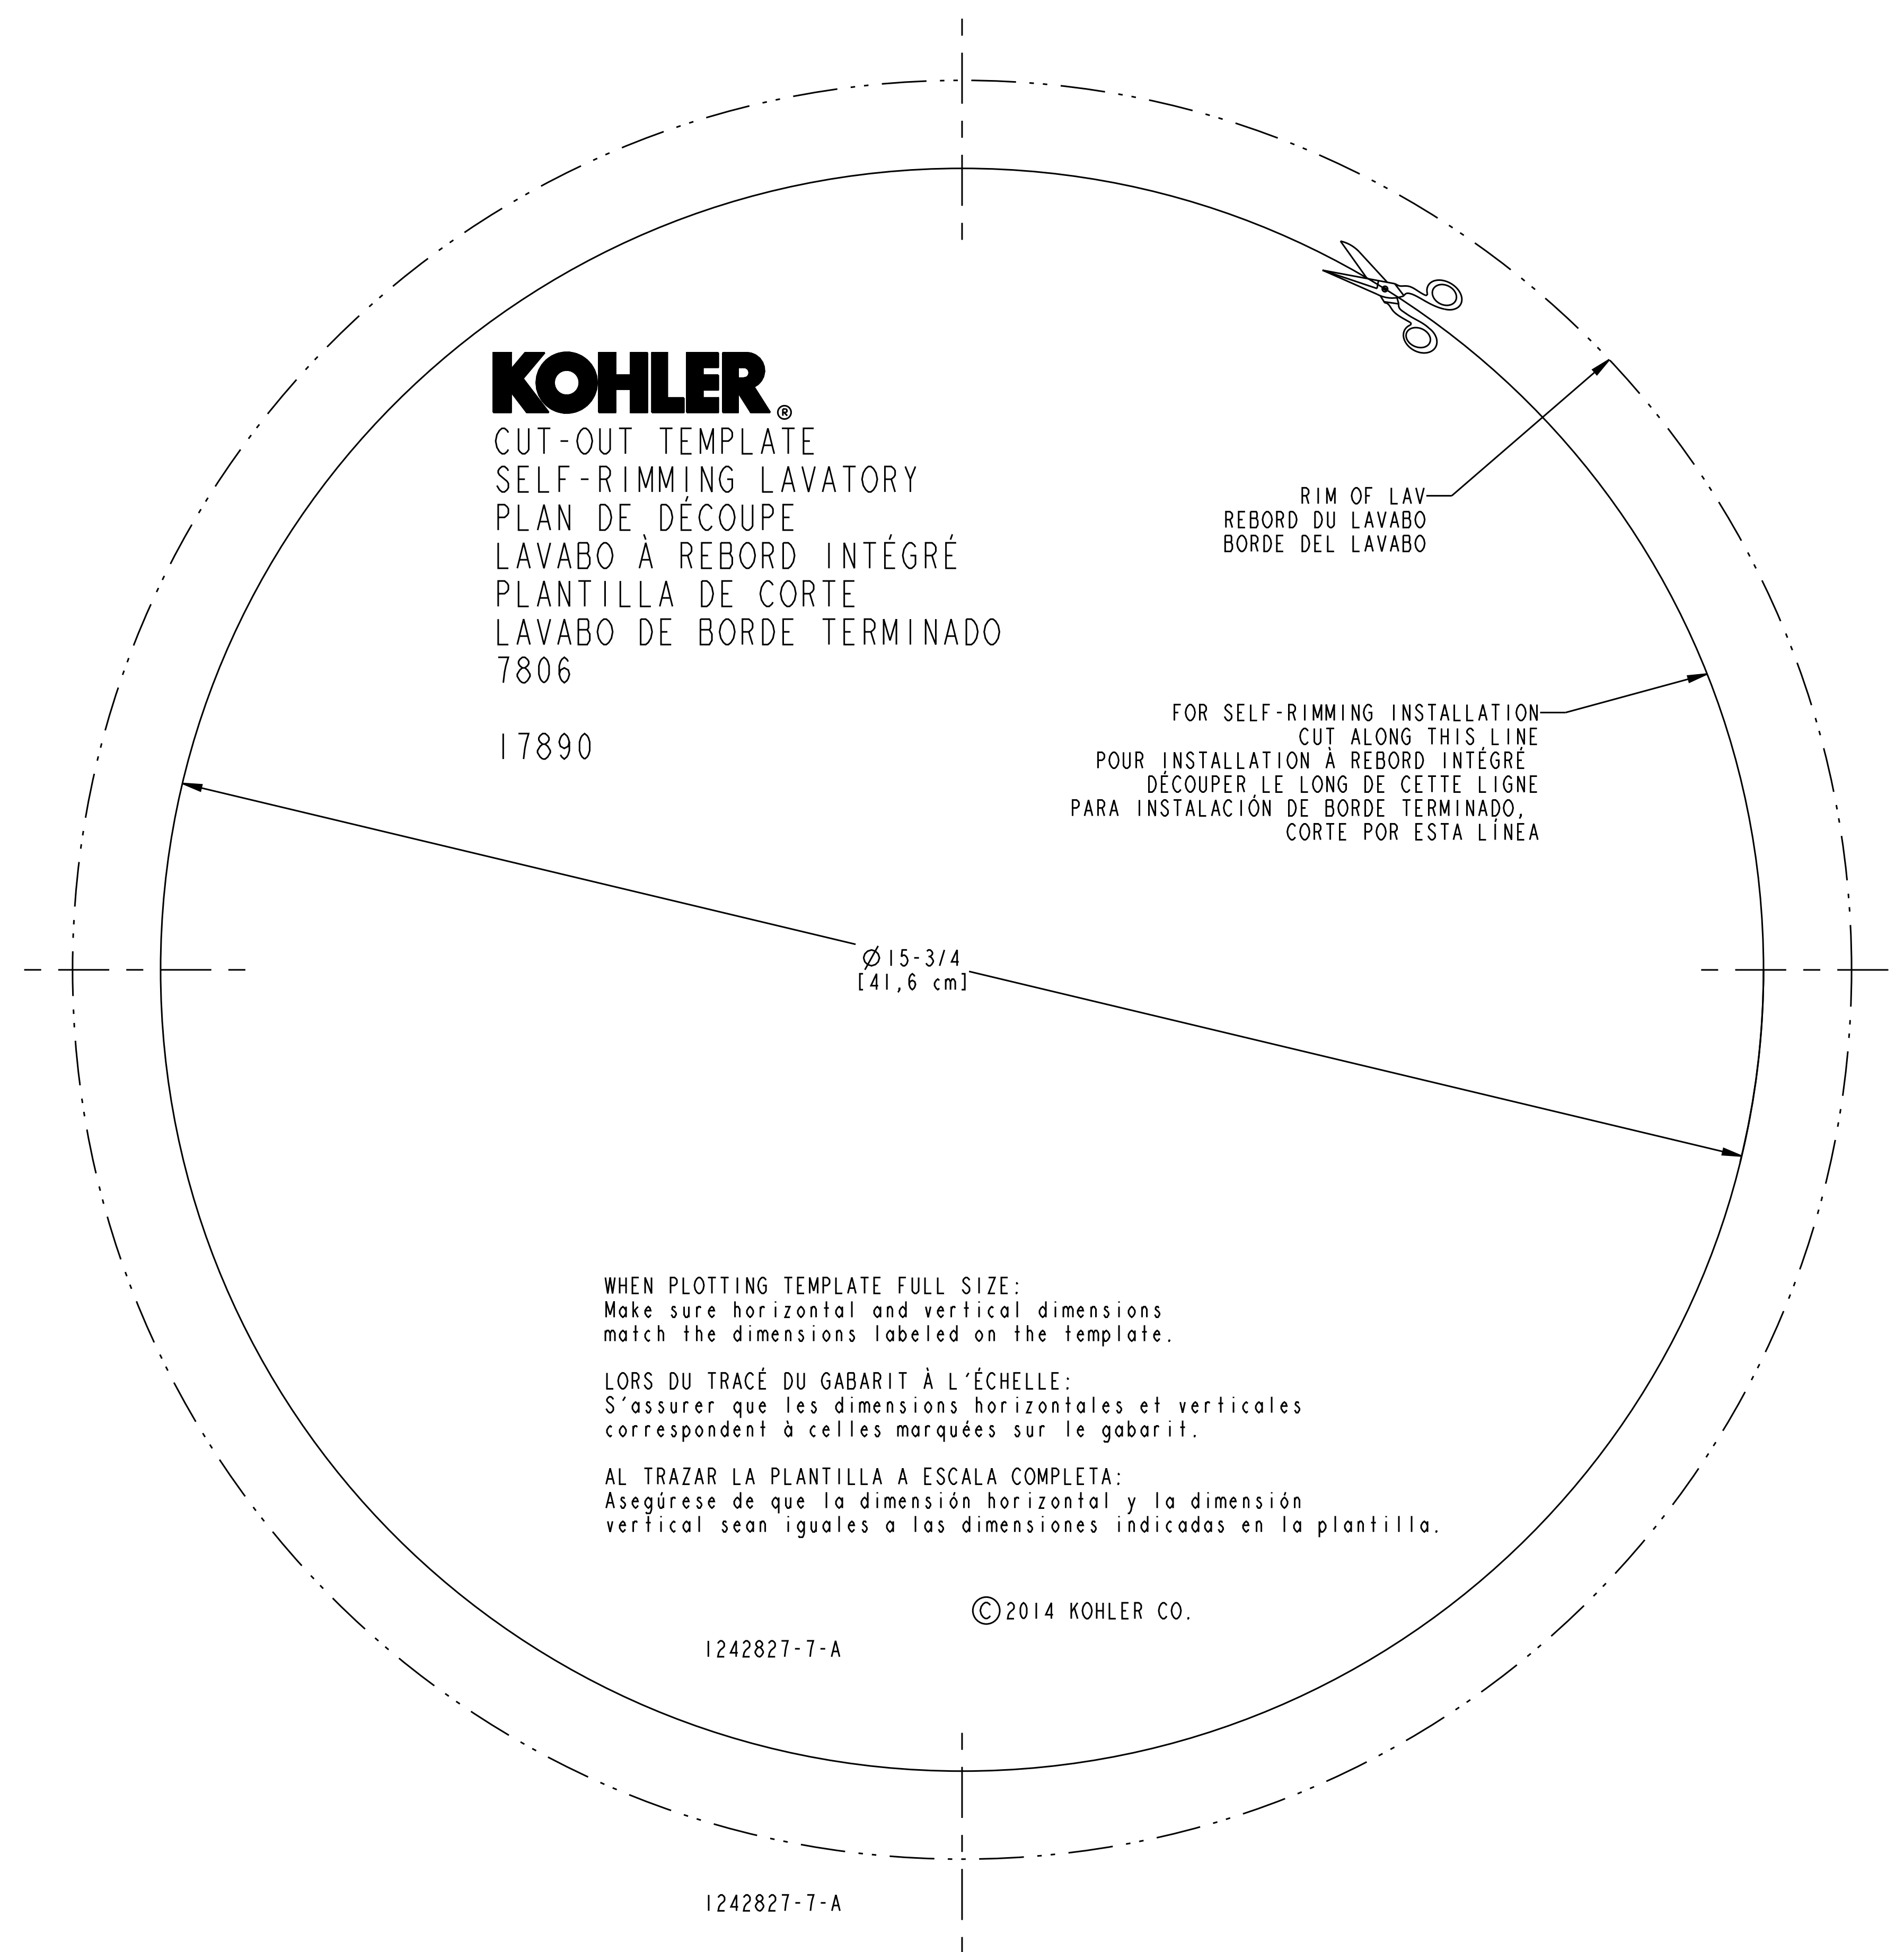 KOHLER®
CUT-OUT TEMPLATE
SELF-RIMMING LAVATORY
PLAN DE DÉCOUPE
LAVABO À REBORD INTÉGRÉ
PLANTILLA DE CORTE
LAVABO DE BORDE TERMINADO
7806
17890
RIM OF LAV
REBORD DU LAVABO
BORDE DEL LAVABO
FOR SELF-RIMMING INSTALLATION
CUT ALONG THIS LINE
POUR INSTALLATION À REBORD INTÉGRÉ
DÉCOUPER LE LONG DE CETTE LIGNE
PARA INSTALACIÓN DE BORDE TERMINADO,
CORTE POR ESTA LÍNEA
Ø15-3/4
[41,6 cm]
WHEN PLOTTING TEMPLATE FULL SIZE:
Make sure horizontal and vertical dimensions
match the dimensions labeled on the template.
LORS DU TRACÉ DU GABARIT À L'ÉCHELLE:
S'assurer que les dimensions horizontales et verticales
correspondent à celles marquées sur le gabarit.
AL TRAZAR LA PLANTILLA A ESCALA COMPLETA:
Asegúrese de que la dimensión horizontal y la dimensión
vertical sean iguales a las dimensiones indicadas en la plantilla.
©2014 KOHLER CO.
1242827-7-A
1242827-7-A